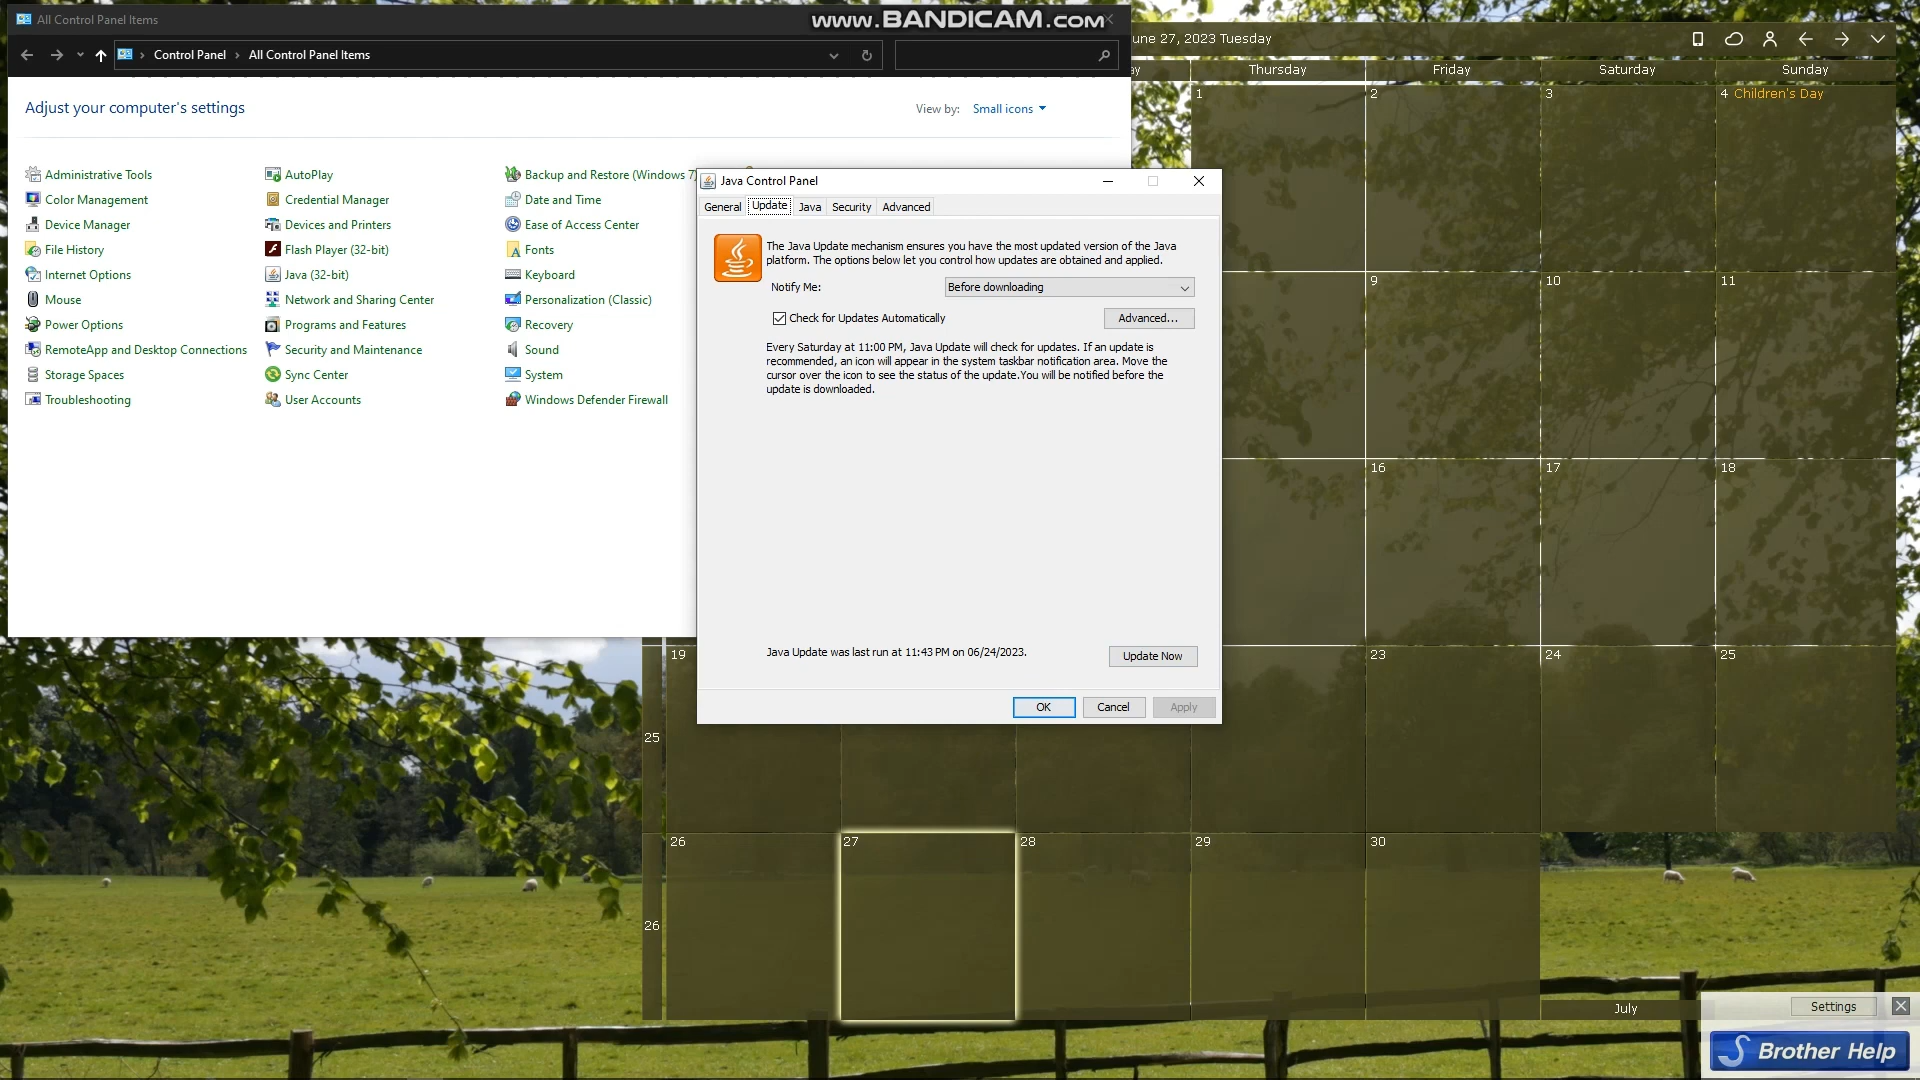 All Control Panel Items
www.BANDICAM.com
Control Panel > All Control Panel Items
Adjust your computer's settings
View by: Small icons
Administrative Tools
Color Management
Device Manager
File History
Internet Options
Mouse
Power Options
RemoteApp and Desktop Connections
Storage Spaces
Troubleshooting
AutoPlay
Credential Manager
Devices and Printers
Flash Player (32-bit)
Java (32-bit)
Network and Sharing Center
Programs and Features
Security and Maintenance
Sync Center
User Accounts
Backup and Restore (Windows 7)
Date and Time
Ease of Access Center
Fonts
Keyboard
Personalization (Classic)
Recovery
Sound
System
Windows Defender Firewall
Java Control Panel
General Update Java Security Advanced
The Java Update mechanism ensures you have the most updated version of the Java
platform. The options below let you control how updates are obtained and applied.
Notify Me: Before downloading
Check for Updates Automatically Advanced...
Every Saturday at 11:00 PM, Java Update will check for updates. If an update is
recommended, an icon will appear in the system taskbar notification area. Move the
cursor over the icon to see the status of the update.You will be notified before the
update is downloaded.
Java Update was last run at 11:43 PM on 06/24/2023.
Update Now
OK Cancel Apply
une 27, 2023 Tuesday
ay Thursday Friday Saturday Sunday
1 2 3 4 Children's Day
9 10 11
16 17 18
19 23 24 25
25
26 27 28 29 30
26
July
Settings
Brother Help